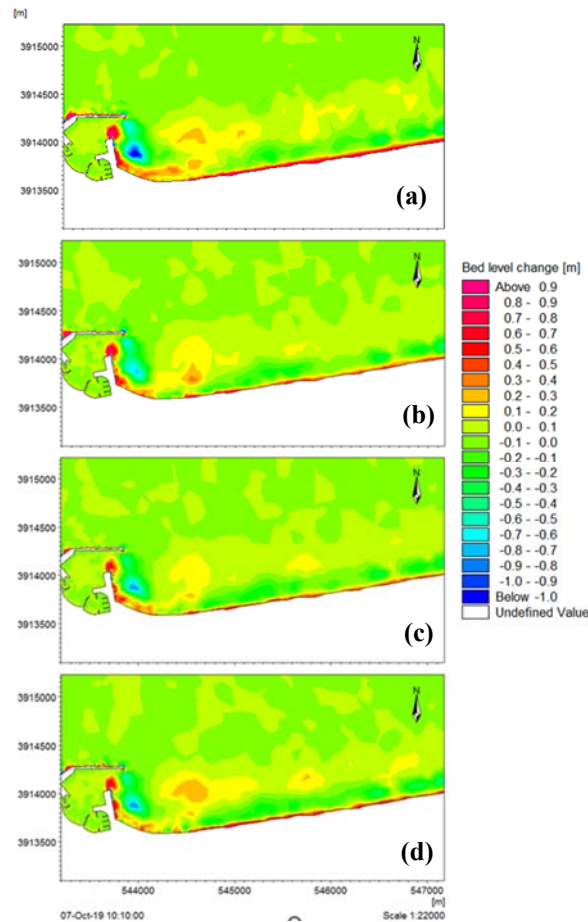 [m]
N
3915000
3914500
3914000
3913500
(a)
N
3915000
3914500
3914000
3913500
(b)
Bed level change [m]
Above 0.9
0.8 - 0.9
0.7 - 0.8
0.6 - 0.7
0.5 - 0.6
0.4 - 0.5
0.3 - 0.4
0.2 - 0.3
0.1 - 0.2
0.0 - 0.1
-0.1 - 0.0
-0.2 - -0.1
-0.3 - -0.2
-0.4 - -0.3
-0.5 - -0.4
-0.6 - -0.5
-0.7 - -0.6
-0.8 - -0.7
-0.9 - -0.8
-1.0 - -0.9
Below -1.0
Undefined Value
N
3915000
3914500
3914000
3913500
(c)
N
3915000
3914500
3914000
3913500
(d)
544000 545000 546000 547000
[m]
07-Oct-19 10:10:00 Scale 1:22000